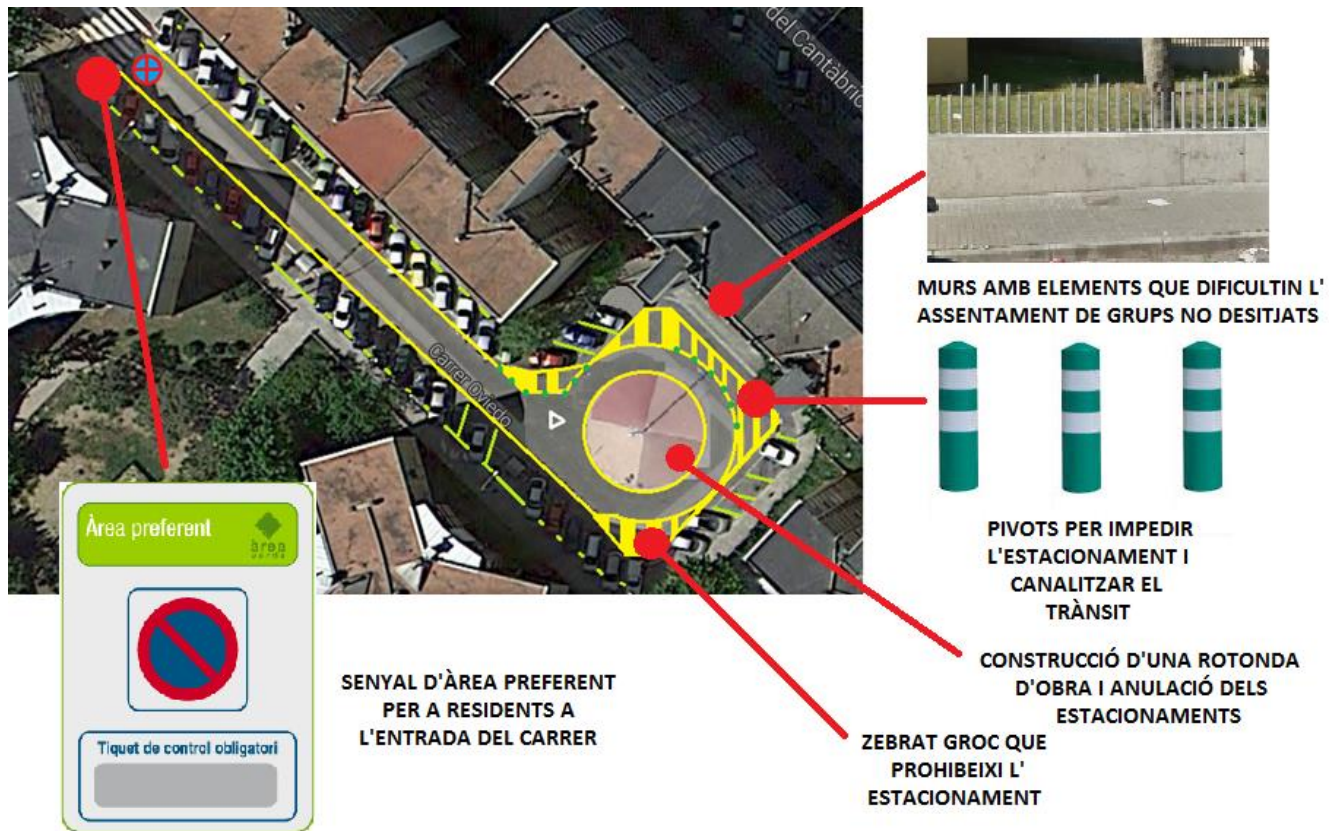 del Cantàbric
MURS AMB ELEMENTS QUE DIFICULTIN L'
ASSENTAMENT DE GRUPS NO DESITJATS
Carrer Oviedo
PIVOTS PER IMPEDIR
L'ESTACIONAMENT I
CANALITZAR EL
TRÀNSIT
Àrea preferent
àrea
verda
Tiquet de control obligatori
SENYAL D'ÀREA PREFERENT
PER A RESIDENTS A
L'ENTRADA DEL CARRER
CONSTRUCCIÓ D'UNA ROTONDA
D'OBRA I ANULACIÓ DELS
ESTACIONAMENTS
ZEBRAT GROC QUE
PROHIBEIXI L'
ESTACIONAMENT